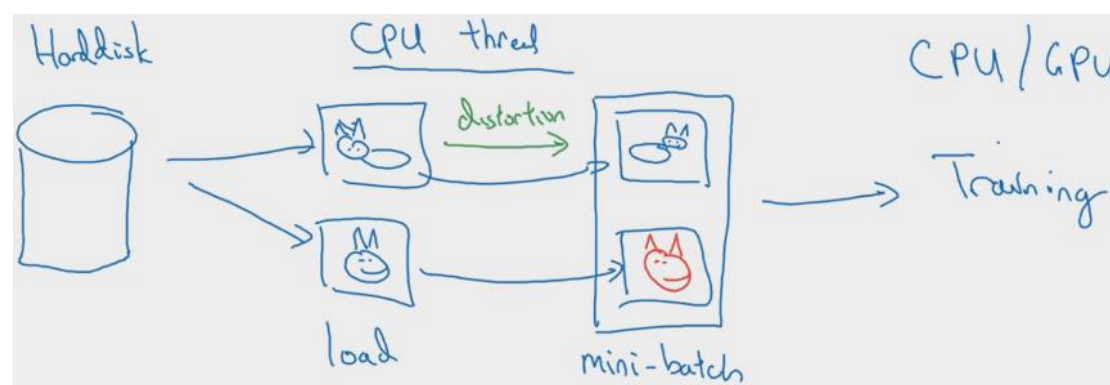 Harddisk
CPU thread
CPU/GPU
distortion
Training
load
mini-batch